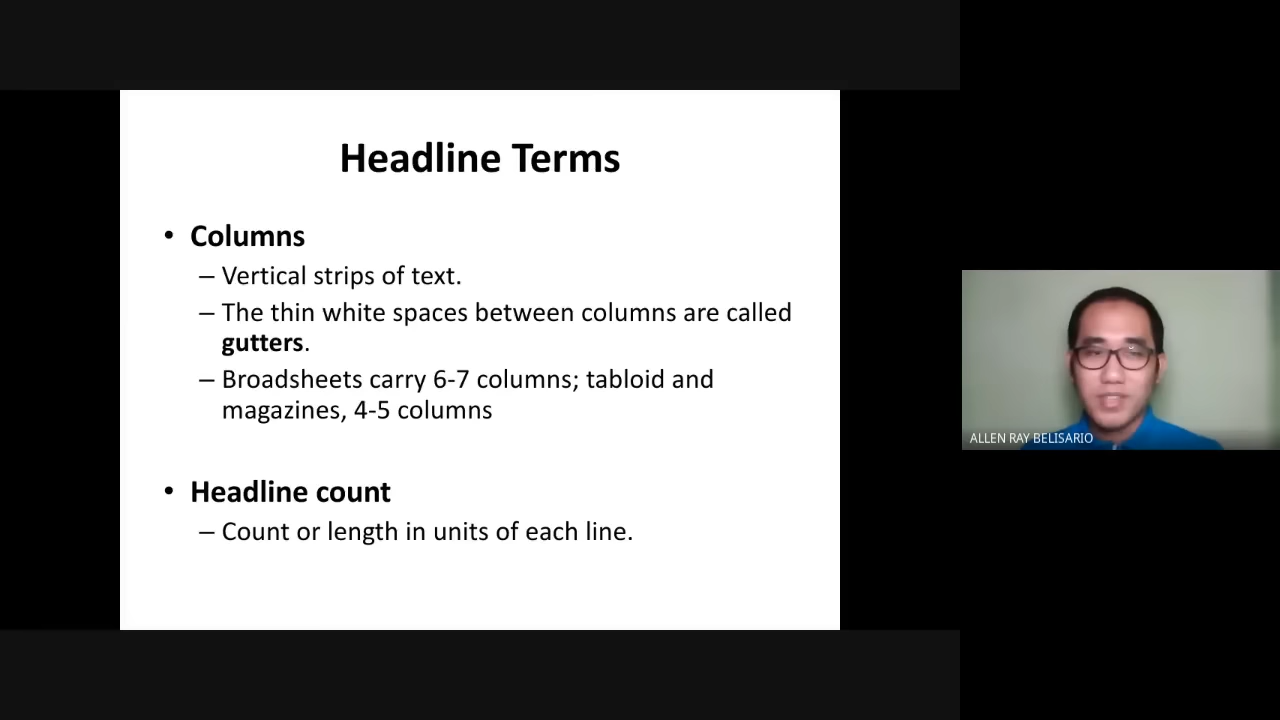 Headline Terms
• Columns
– Vertical strips of text.
– The thin white spaces between columns are called
gutters.
– Broadsheets carry 6-7 columns; tabloid and
magazines, 4-5 columns
• Headline count
– Count or length in units of each line.
ALLEN RAY BELISARIO